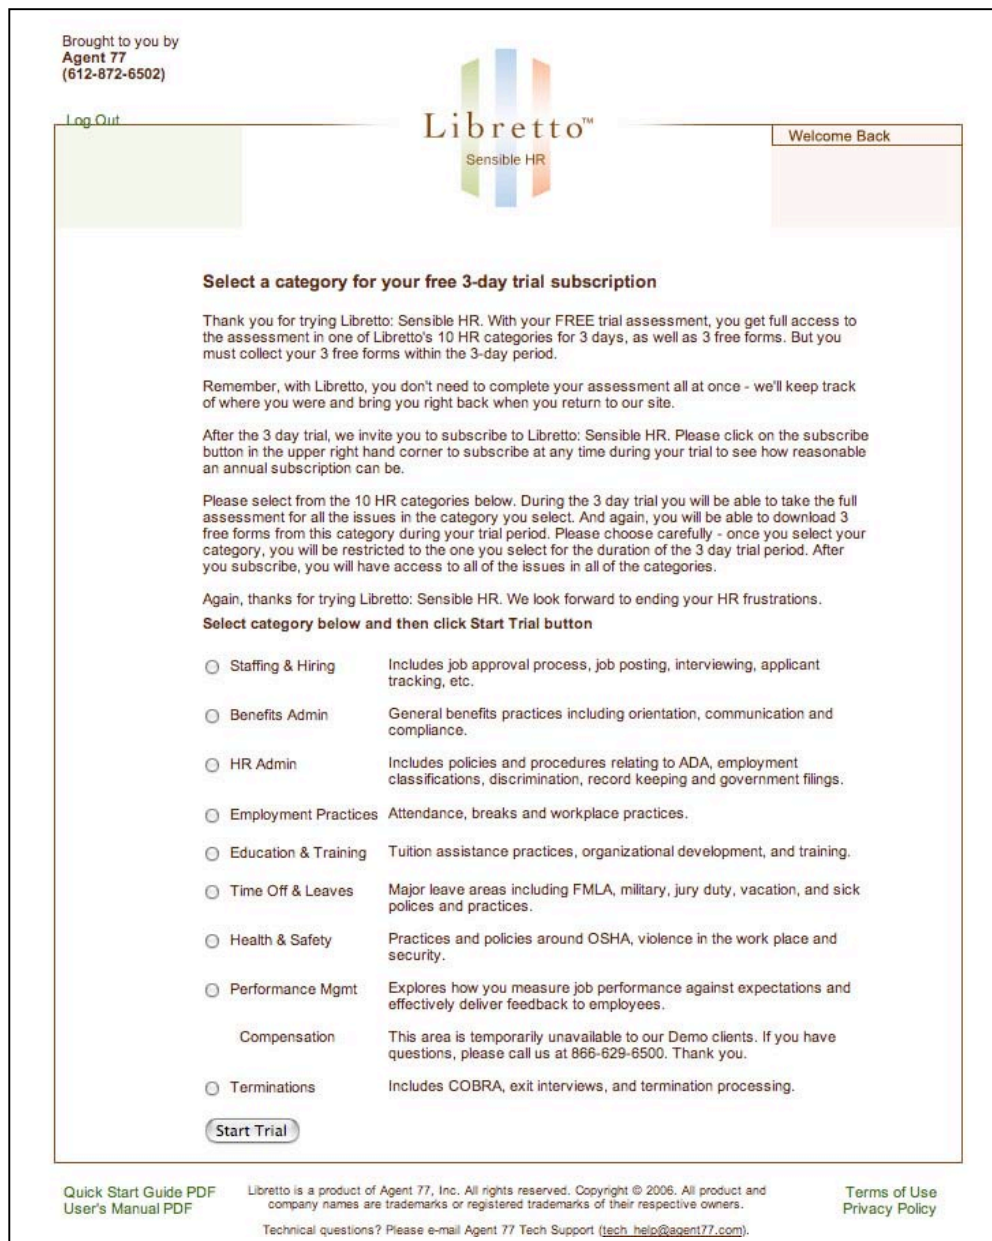 Brought to you by
Agent 77
(612-872-6502)
Log Out
Libretto™
Sensible HR
Welcome Back
Select a category for your free 3-day trial subscription
Thank you for trying Libretto: Sensible HR. With your FREE trial assessment, you get full access to
the assessment in one of Libretto's 10 HR categories for 3 days, as well as 3 free forms. But you
must collect your 3 free forms within the 3-day period.
Remember, with Libretto, you don't need to complete your assessment all at once - we'll keep track
of where you were and bring you right back when you return to our site.
After the 3 day trial, we invite you to subscribe to Libretto: Sensible HR. Please click on the subscribe
button in the upper right hand corner to subscribe at any time during your trial to see how reasonable
an annual subscription can be.
Please select from the 10 HR categories below. During the 3 day trial you will be able to take the full
assessment for all the issues in the category you select. And again, you will be able to download 3
free forms from this category during your trial period. Please choose carefully - once you select your
category, you will be restricted to the one you select for the duration of the 3 day trial period. After
you subscribe, you will have access to all of the issues in all of the categories.
Again, thanks for trying Libretto: Sensible HR. We look forward to ending your HR frustrations.
Select category below and then click Start Trial button
Staffing & Hiring Includes job approval process, job posting, interviewing, applicant
tracking, etc.
Benefits Admin General benefits practices including orientation, communication and
compliance.
HR Admin Includes policies and procedures relating to ADA, employment
classifications, discrimination, record keeping and government filings.
Employment Practices Attendance, breaks and workplace practices.
Education & Training Tuition assistance practices, organizational development, and training.
Time Off & Leaves Major leave areas including FMLA, military, jury duty, vacation, and sick
polices and practices.
Health & Safety Practices and policies around OSHA, violence in the work place and
security.
Performance Mgmt Explores how you measure job performance against expectations and
effectively deliver feedback to employees.
Compensation This area is temporarily unavailable to our Demo clients. If you have
questions, please call us at 866-629-6500. Thank you.
Terminations Includes COBRA, exit interviews, and termination processing.
Start Trial
Quick Start Guide PDF
User's Manual PDF
Libretto is a product of Agent 77, Inc. All rights reserved. Copyright © 2006. All product and
company names are trademarks or registered trademarks of their respective owners.
Technical questions? Please e-mail Agent 77 Tech Support (tech_help@agent77.com).
Terms of Use
Privacy Policy